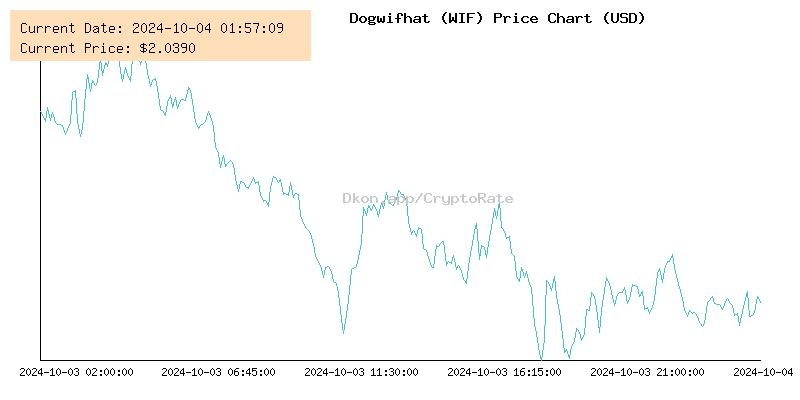 Dogwifhat (WIF) Price Chart (USD)
Current Date: 2024-10-04 01:57:09
Current Price: $2.0390
Dkon.app/CryptoRate
2024-10-03 02:00:00 2024-10-03 06:45:00 2024-10-03 11:30:00 2024-10-03 16:15:00 2024-10-03 21:00:00 2024-10-04